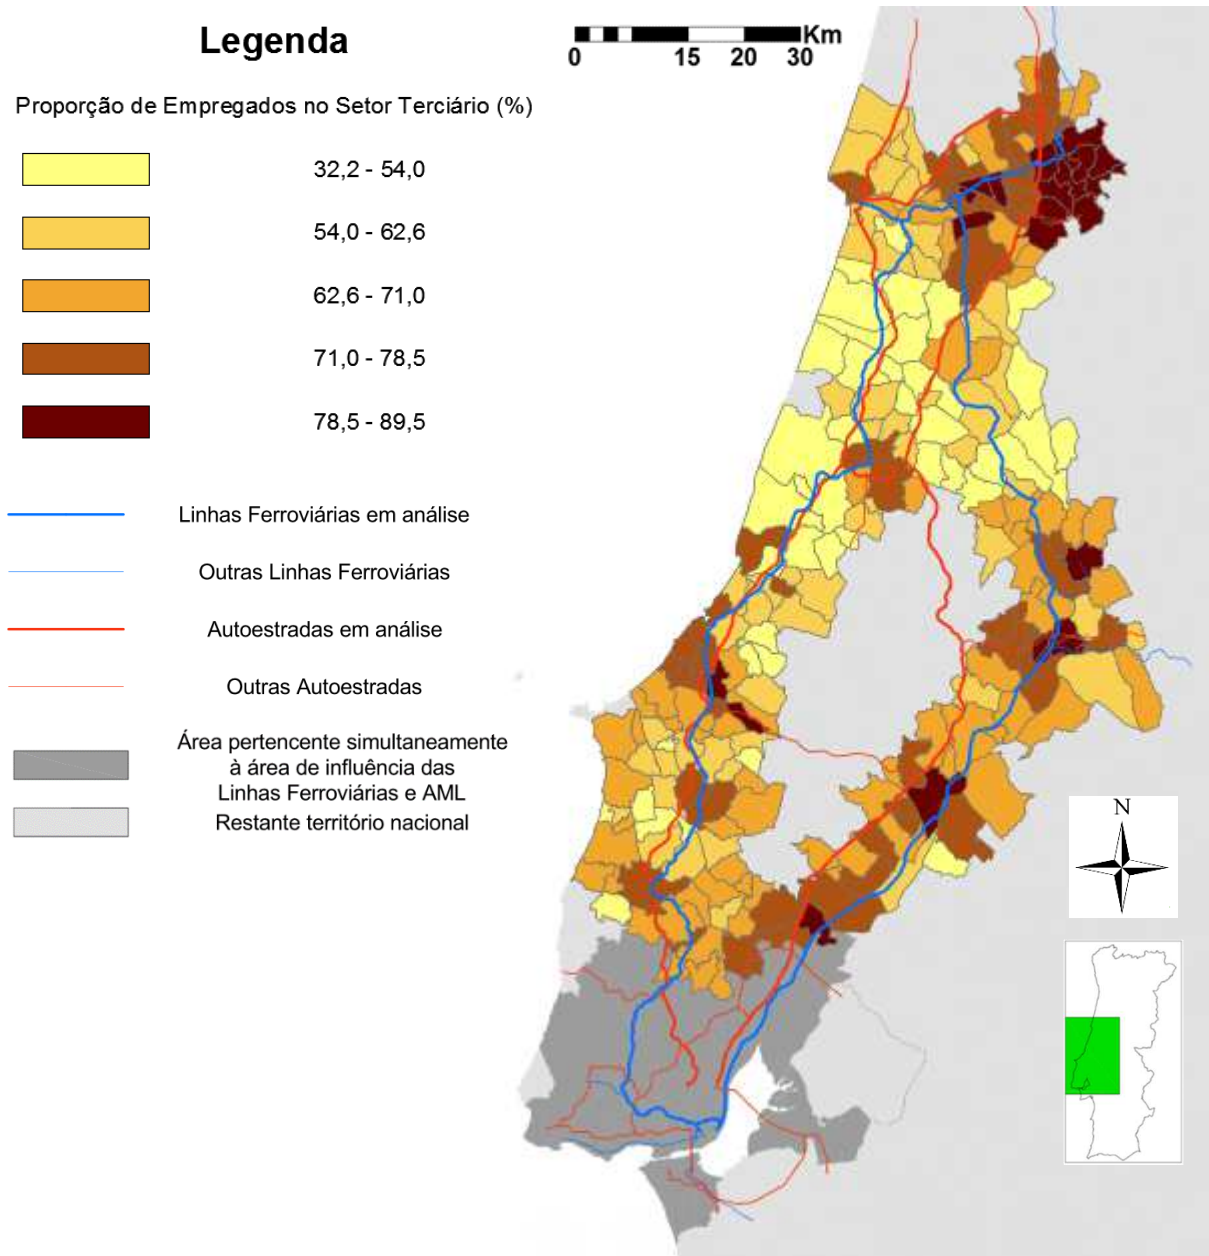 Legenda
Proporção de Empregados no Setor Terciário (%)
32,2 - 54,0
54,0 - 62,6
62,6 - 71,0
71,0 - 78,5
78,5 - 89,5
Linhas Ferroviárias em análise
Outras Linhas Ferroviárias
Autoestradas em análise
Outras Autoestradas
Área pertencente simultaneamente
à área de influência das
Linhas Ferroviárias e AML
Restante território nacional
Km
0 15 20 30
N